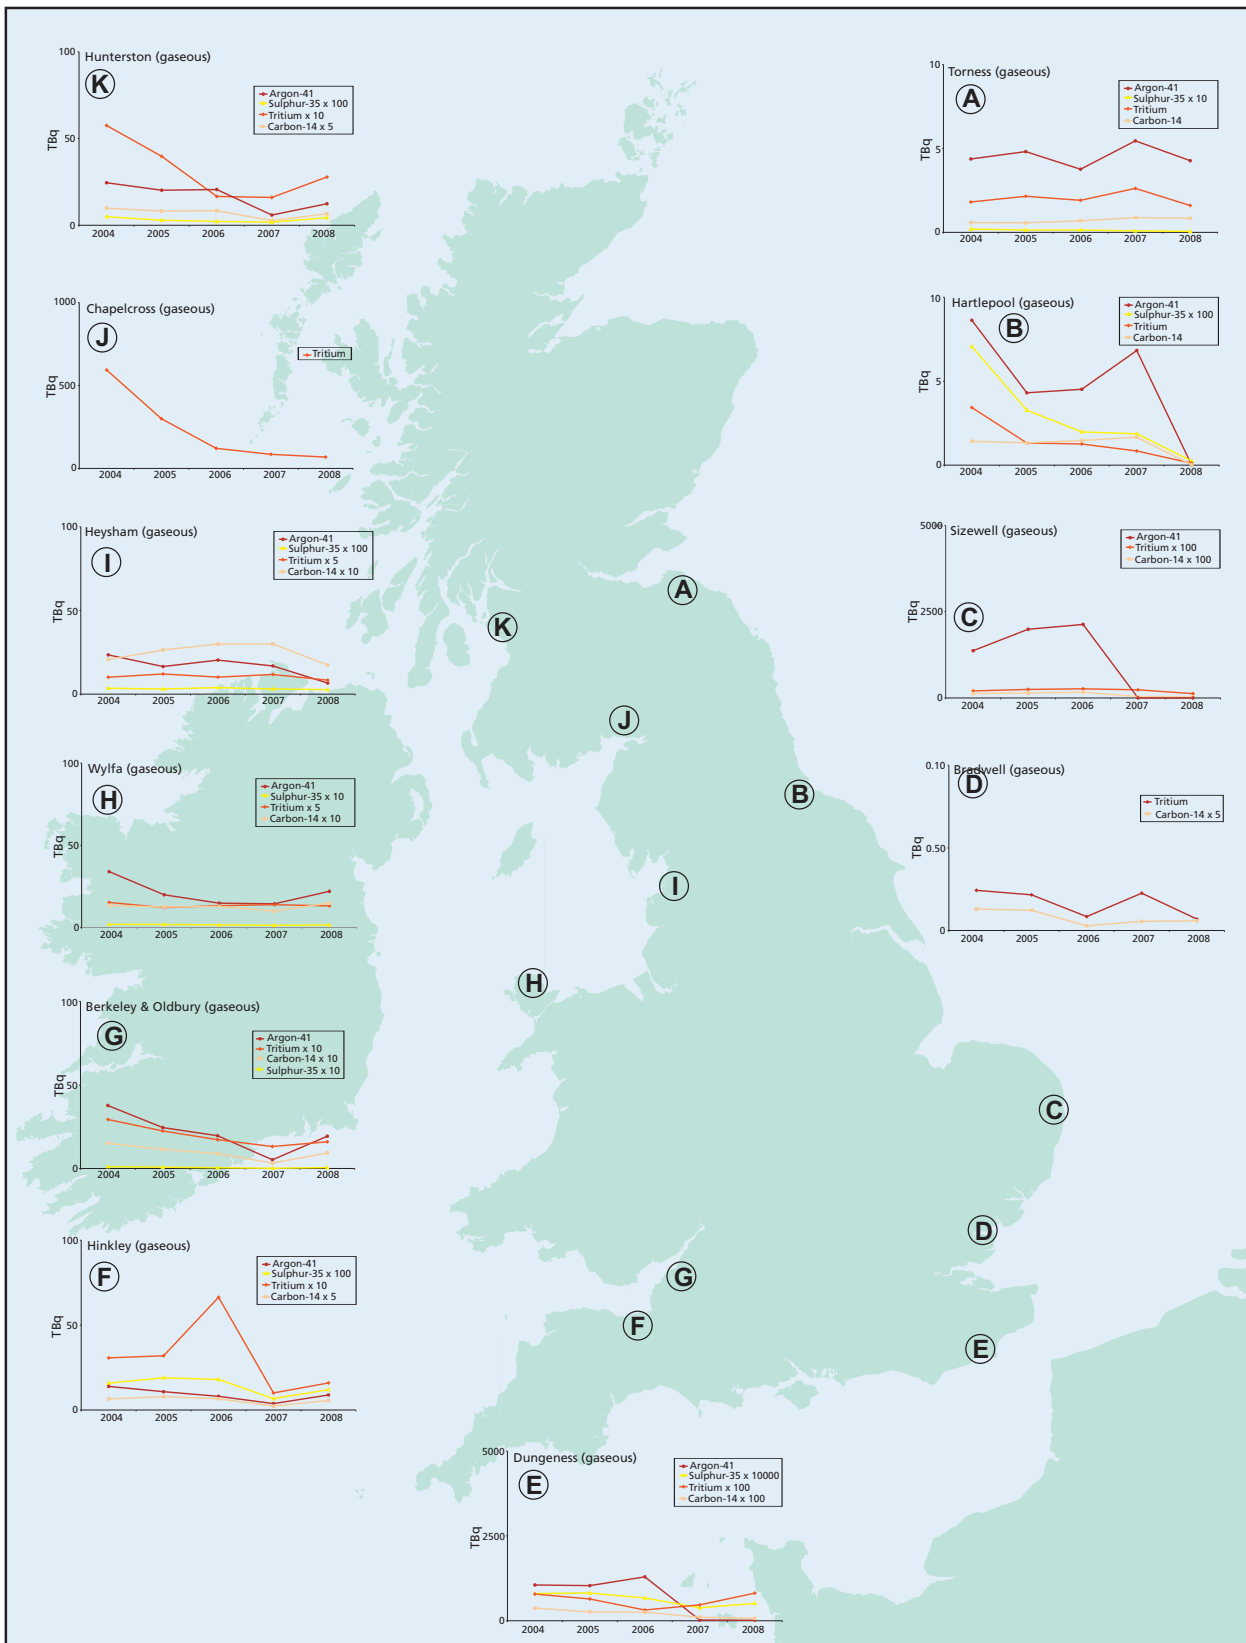 Hunterston (gaseous)
K
100
50
0
TBq
Argon-41
Sulphur-35 x 100
Tritium x 10
Carbon-14 x 5
2004 2005 2006 2007 2008
Torness (gaseous)
A
10
5
0
TBq
Argon-41
Sulphur-35 x 10
Tritium
Carbon-14
2004 2005 2006 2007 2008
Chapelcross (gaseous)
J
1000
500
0
TBq
Tritium
2004 2005 2006 2007 2008
Hartlepool (gaseous)
B
10
5
0
TBq
Argon-41
Sulphur-35 x 100
Tritium
Carbon-14
2004 2005 2006 2007 2008
Heysham (gaseous)
I
100
50
0
TBq
Argon-41
Sulphur-35 x 100
Tritium x 5
Carbon-14 x 10
2004 2005 2006 2007 2008
Sizewell (gaseous)
C
5000
2500
0
TBq
Argon-41
Tritium x 100
Carbon-14 x 100
2004 2005 2006 2007 2008
Wylfa (gaseous)
H
100
50
0
TBq
Argon-41
Sulphur-35 x 10
Tritium x 5
Carbon-14 x 10
2004 2005 2006 2007 2008
Bradwell (gaseous)
D
0.10
0.50
0
TBq
Tritium
Carbon-14 x 5
2004 2005 2006 2007 2008
Berkeley & Oldbury (gaseous)
G
100
50
0
TBq
Argon-41
Tritium x 10
Carbon-14 x 10
Sulphur-35 x 10
2004 2005 2006 2007 2008
Hinkley (gaseous)
F
100
50
0
TBq
Argon-41
Sulphur-35 x 100
Tritium x 10
Carbon-14 x 5
2004 2005 2006 2007 2008
Dungeness (gaseous)
E
5000
2500
0
TBq
Argon-41
Sulphur-35 x 10000
Tritium x 100
Carbon-14 x 100
2004 2005 2006 2007 2008
A
K
J
B
I
H
C
D
G
F
E